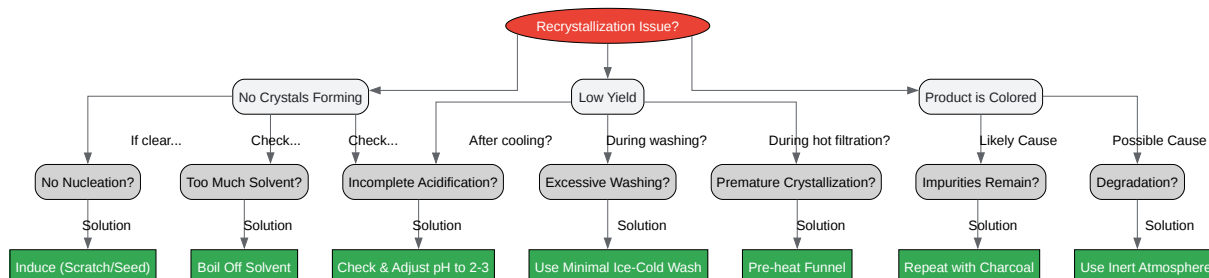 Recrystallization Issue?
No Crystals Forming
Low Yield
Product is Colored
If clear...
Check...
Check...
After cooling?
During washing?
During hot filtration?
Likely Cause
Possible Cause
No Nucleation?
Too Much Solvent?
Incomplete Acidification?
Excessive Washing?
Premature Crystallization?
Impurities Remain?
Degradation?
Solution
Solution
Solution
Solution
Solution
Solution
Solution
Induce (Scratch/Seed)
Boil Off Solvent
Check & Adjust pH to 2-3
Use Minimal Ice-Cold Wash
Pre-heat Funnel
Repeat with Charcoal
Use Inert Atmosphere